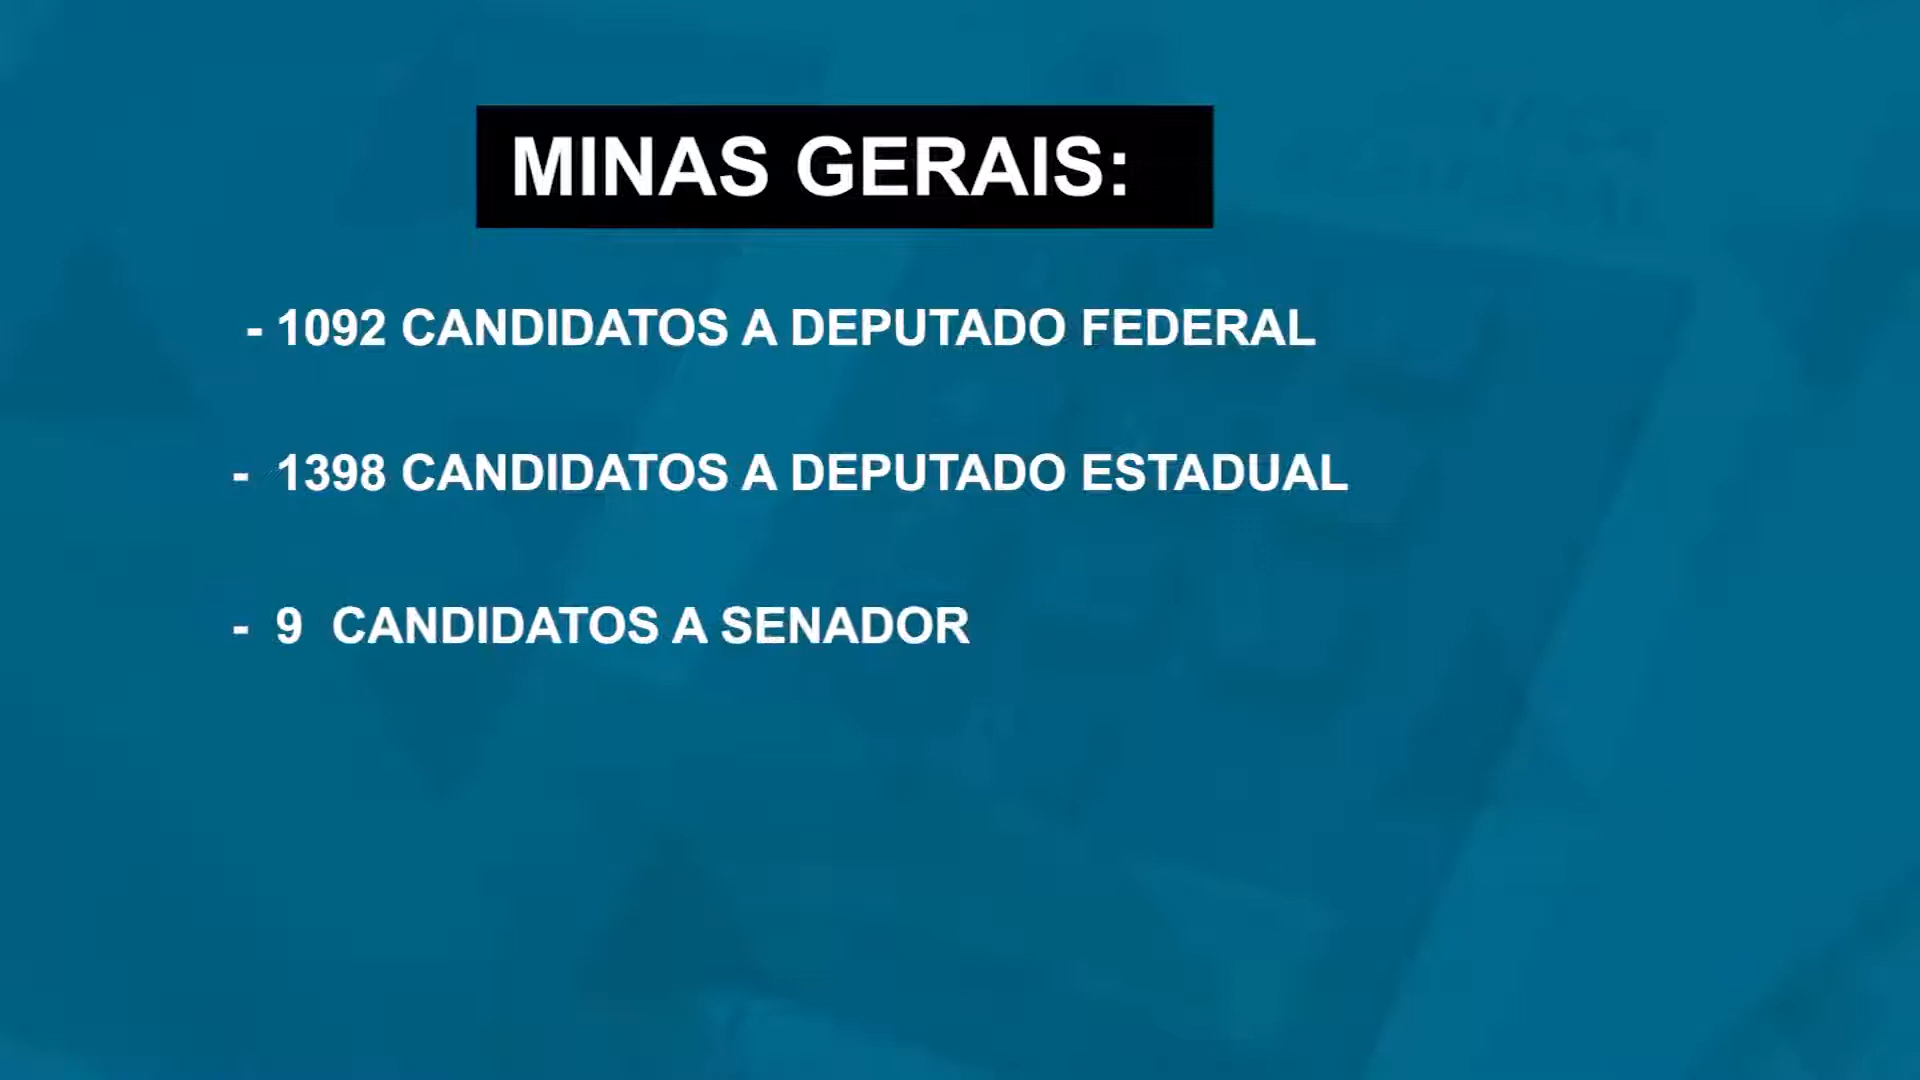 MINAS GERAIS:
- 1092 CANDIDATOS A DEPUTADO FEDERAL
- 1398 CANDIDATOS A DEPUTADO ESTADUAL
- 9 CANDIDATOS A SENADOR